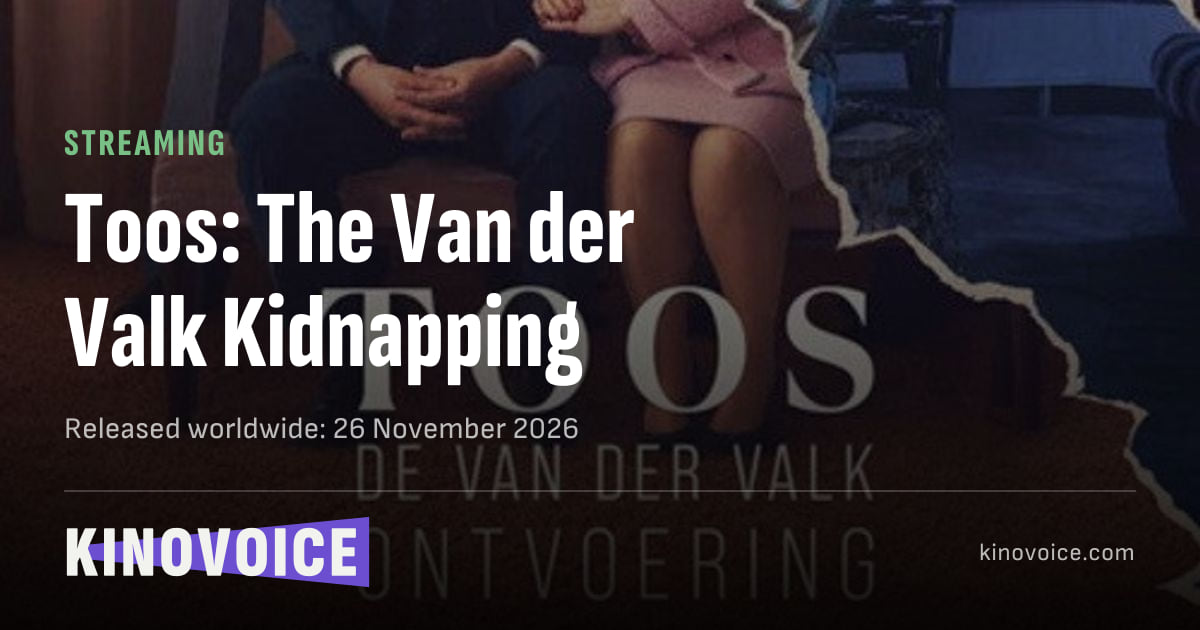 STREAMING
Toos: The Van der
Valk Kidnapping
TOOS
Released worldwide: 26 November 2026
DE VAN DER VALK
ONTVOERING
KINOVOICE
kinovoice.com